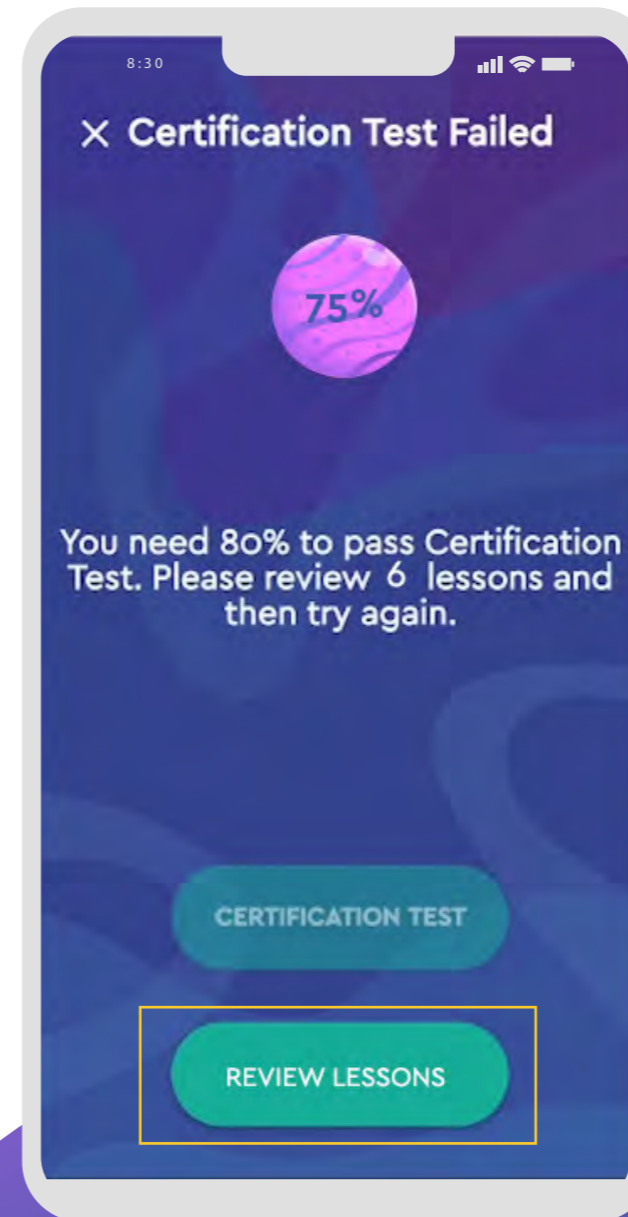 8:30
× Certification Test Failed
75%
You need 80% to pass Certification
Test. Please review 6 lessons and
then try again.
CERTIFICATION TEST
REVIEW LESSONS